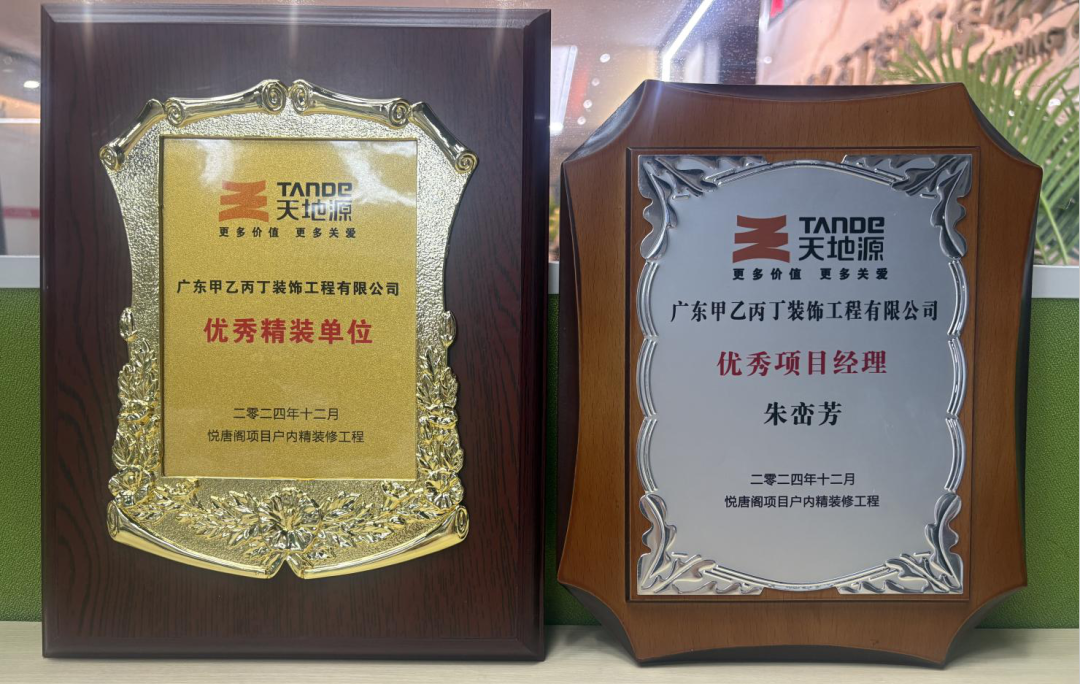 TANDE
天地源
更多价值 更多关爱
广东甲乙丙丁装饰工程有限公司
优秀精装单位
二零二四年十二月
悦唐阁项目户内精装修工程
TANDE
天地源
更多价值 更多关爱
广东甲乙丙丁装饰工程有限公司
优秀项目经理
朱峦芳
二零二四年十二月
悦唐阁项目户内精装修工程